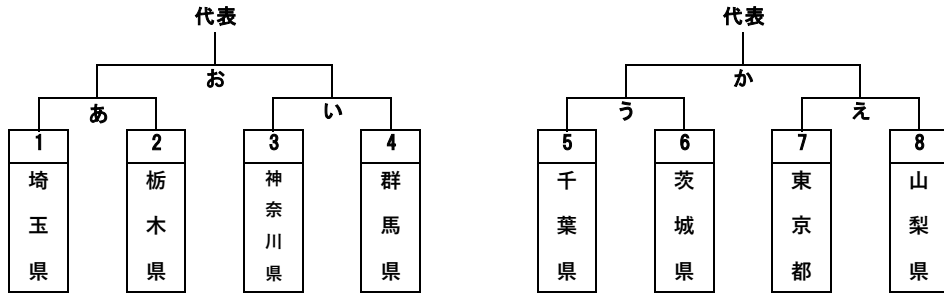 代表
代表
お
か
あ
い
う
え
1
2
3
4
5
6
7
8
埼玉県
栃木県
神奈川県
群馬県
千葉県
茨城県
東京都
山梨県